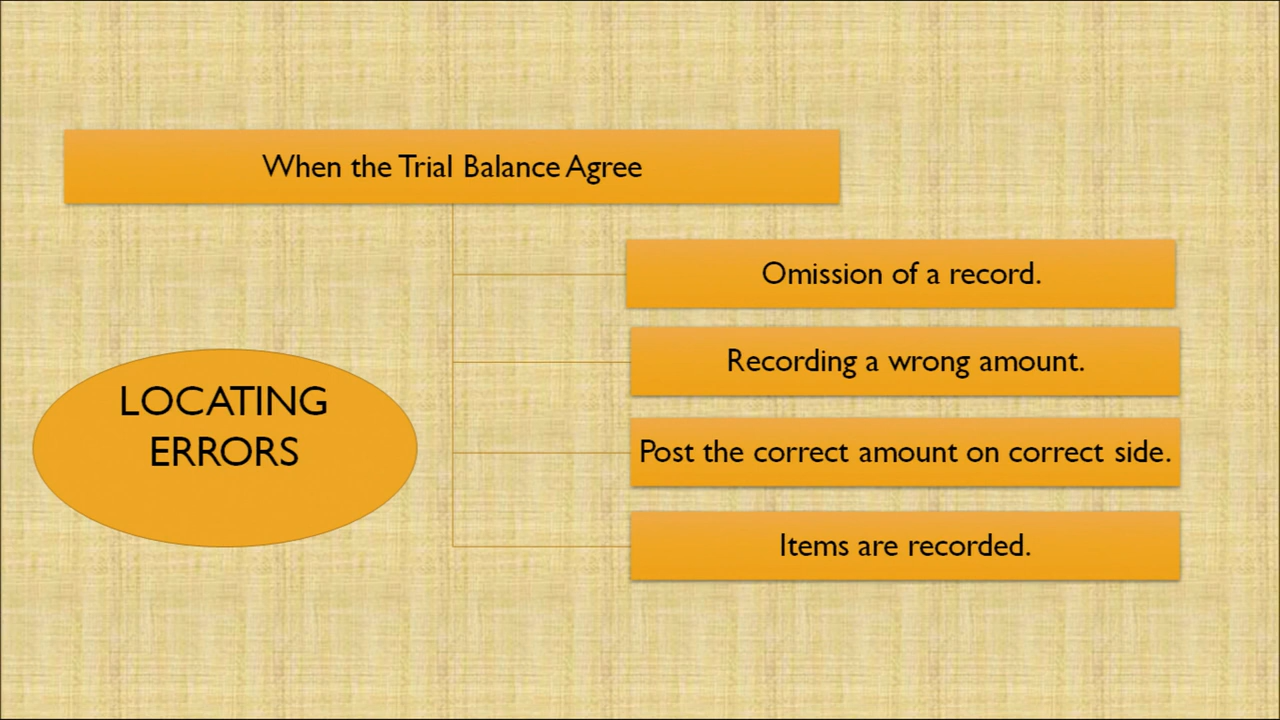 When the Trial Balance Agree
Omission of a record.
Recording a wrong amount.
LOCATING
ERRORS
Post the correct amount on correct side.
Items are recorded.